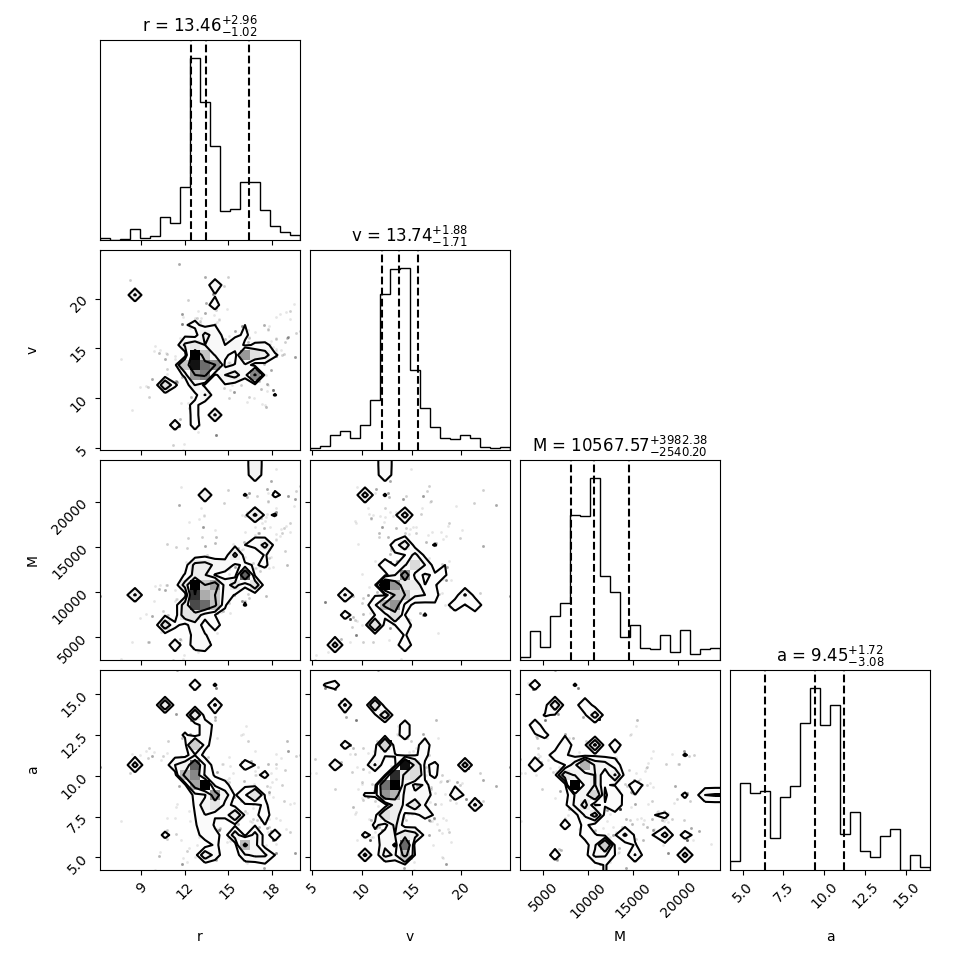 r = 13.46+2.96 −1.02
v = 13.74+1.88 −1.71
20
15
10
5
v
M = 10567.57+3982.38 −2540.20
20000
15000
10000
5000
M
a = 9.45+1.72 −3.08
15.0
12.5
10.0
7.5
5.0
a
9 12 15 18
5 10 15 20
5000 10000 15000 20000
5.0 7.5 10.0 12.5 15.0
r v M a